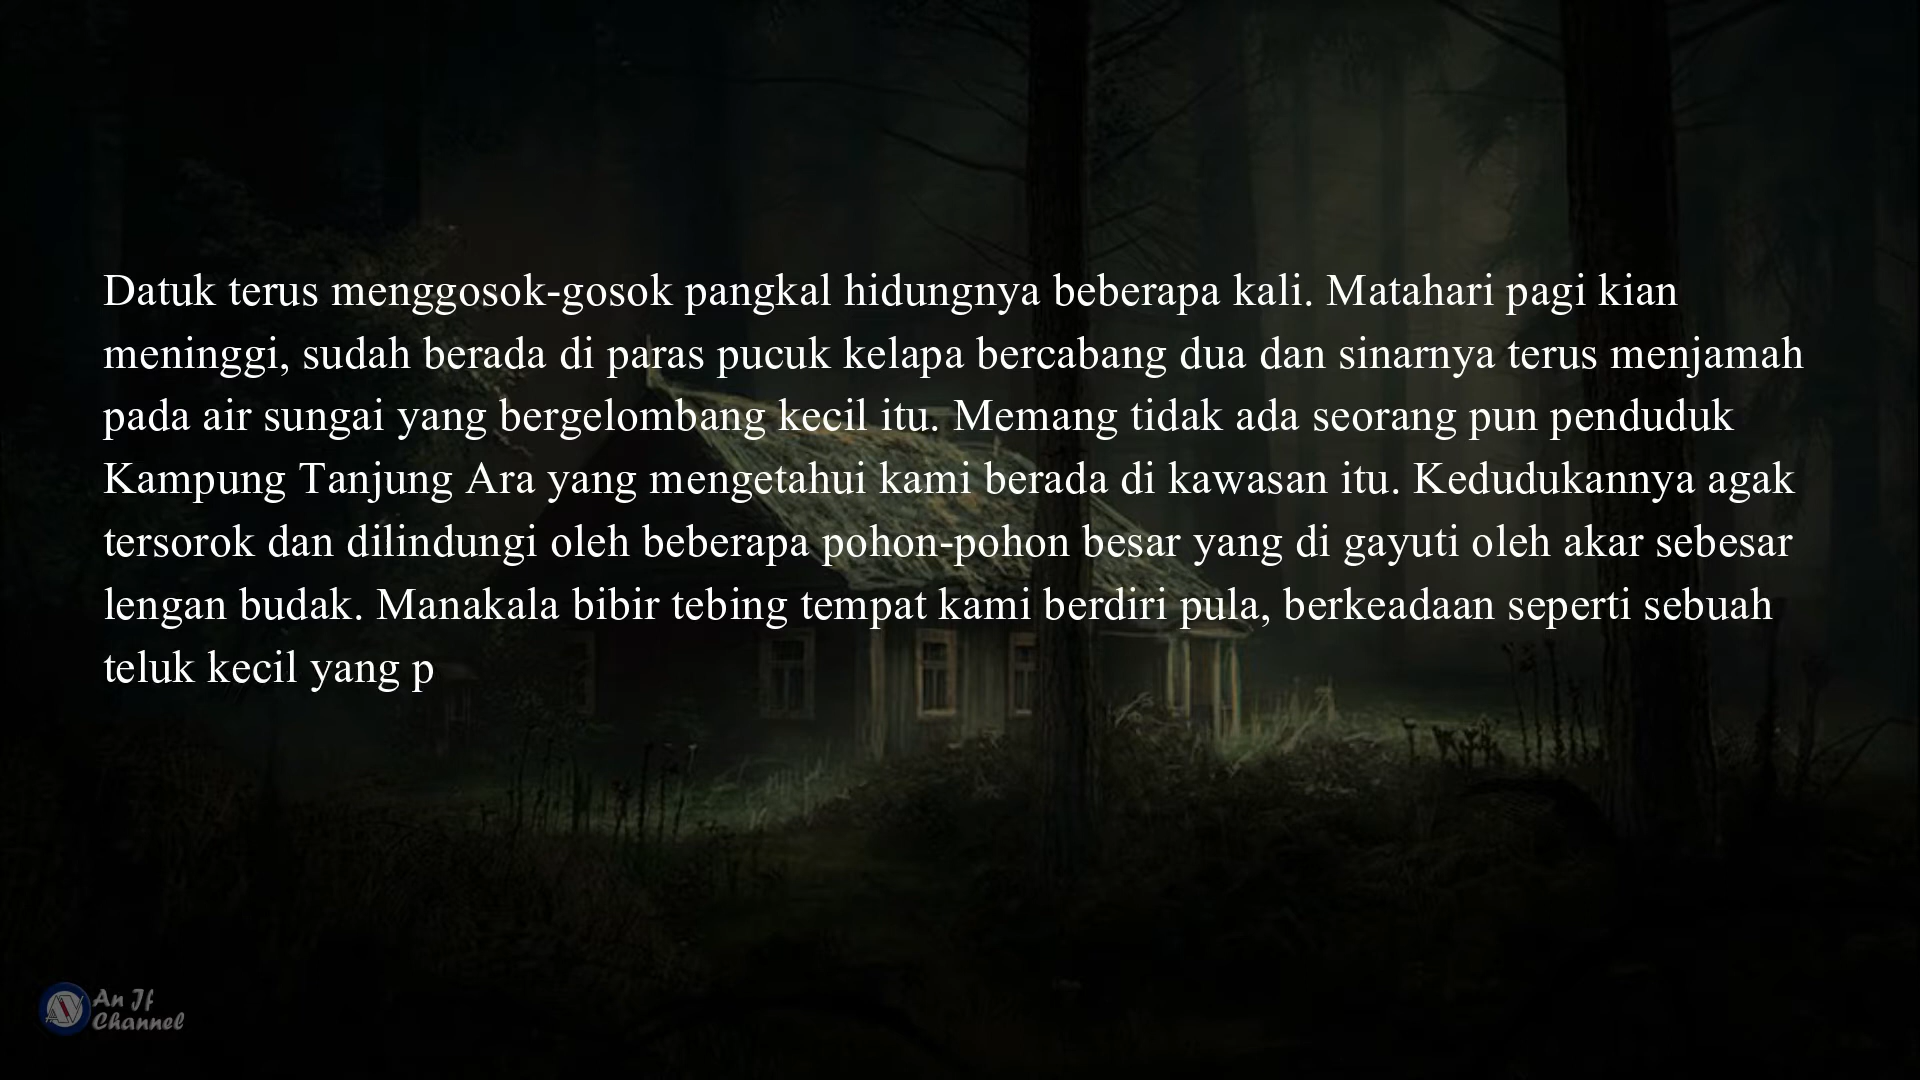 Datuk terus menggosok-gosok pangkal hidungnya beberapa kali. Matahari pagi kian
meninggi, sudah berada di paras pucuk kelapa bercabang dua dan sinarnya terus menjamah
pada air sungai yang bergelombang kecil itu. Memang tidak ada seorang pun penduduk
Kampung Tanjung Ara yang mengetahui kami berada di kawasan itu. Kedudukannya agak
tersorok dan dilindungi oleh beberapa pohon-pohon besar yang di gayuti oleh akar sebesar
lengan budak. Manakala bibir tebing tempat kami berdiri pula, berkeadaan seperti sebuah
teluk kecil yang p
An If
Channel